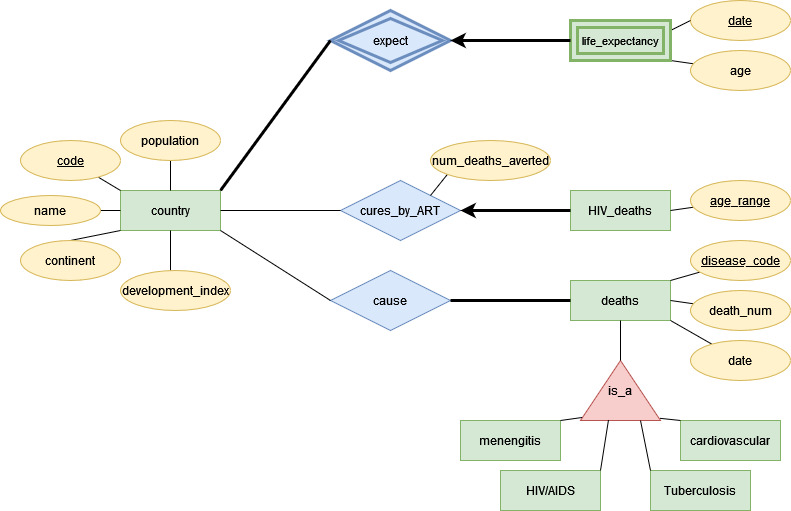 date
expect
life_expectancy
age
population
code
num_deaths_averted
name
country
cures_by_ART
HIV_deaths
age_range
continent
development_index
disease_code
cause
deaths
death_num
date
is_a
menengitis
cardiovascular
HIV/AIDS
Tuberculosis